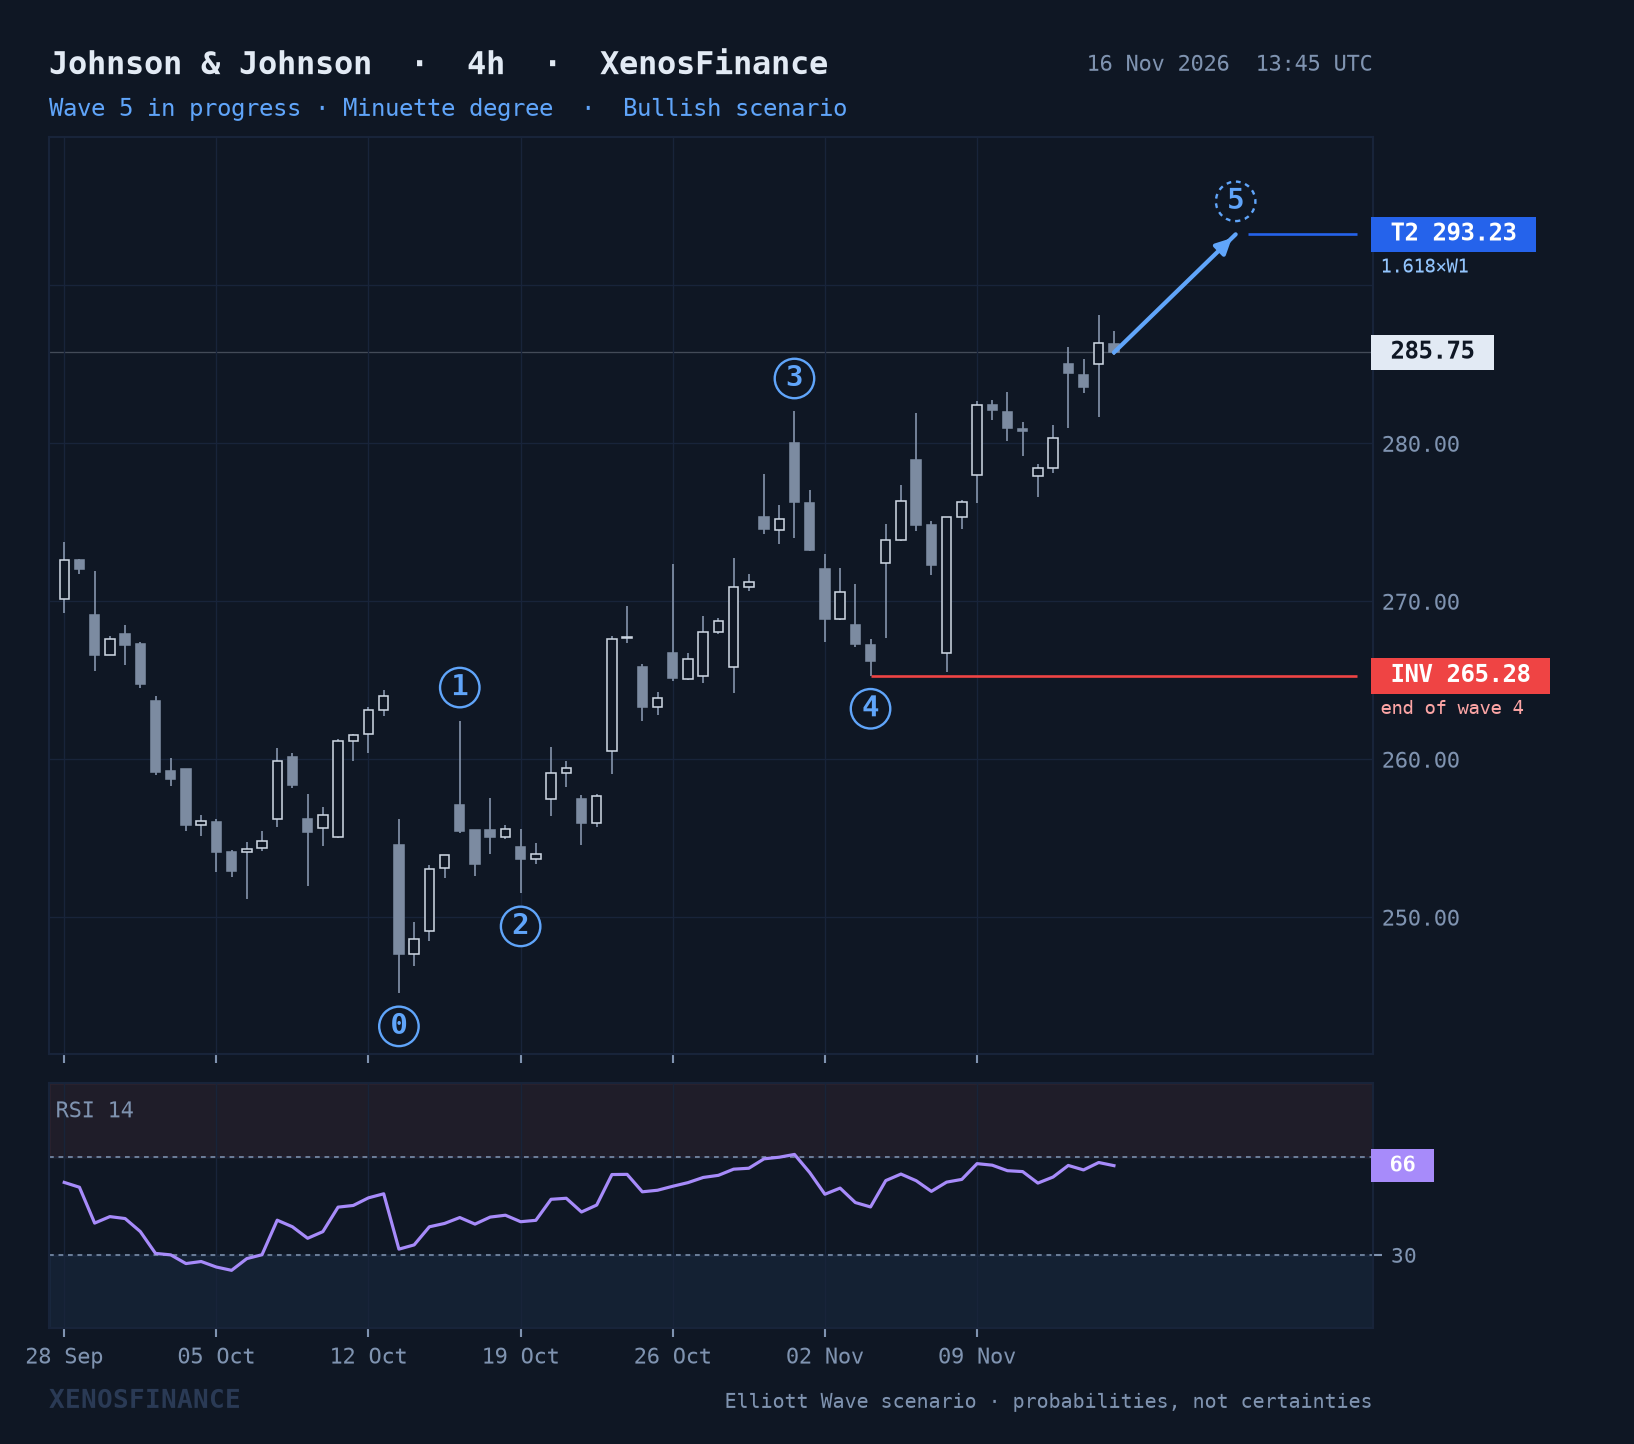 Johnson & Johnson · 4h · XenosFinance
16 Nov 2026 13:45 UTC
Wave 5 in progress · Minuette degree · Bullish scenario
5
T2 293.23
1.618×W1
285.75
3
280.00
270.00
1
INV 265.28
4
end of wave 4
260.00
2
250.00
0
RSI 14
66
30
28 Sep
05 Oct
12 Oct
19 Oct
26 Oct
02 Nov
09 Nov
XENOSFINANCE
Elliott Wave scenario · probabilities, not certainties